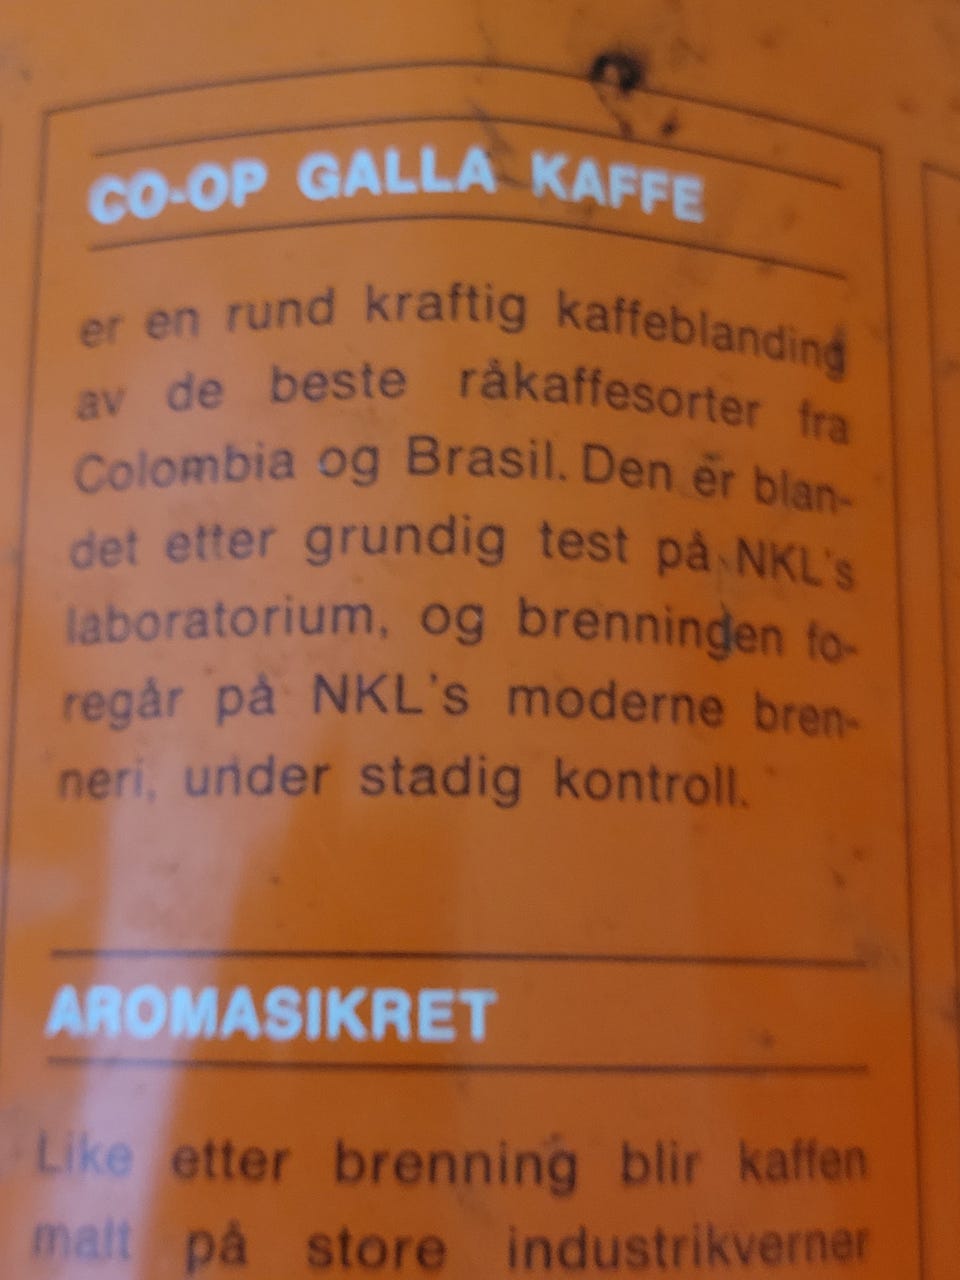 CO-OP GALLA KAFFE
er en rund kraftig kaffeblanding
av de beste råkaffesorter fra
Colombia og Brasil. Den er blan-
det etter grundig test på NKL's
laboratorium, og brenningen fo-
regår på NKL's moderne bren-
neri, under stadig kontroll.
AROMASIKRET
Like etter brenning blir kaffen
malt på store industrikverner